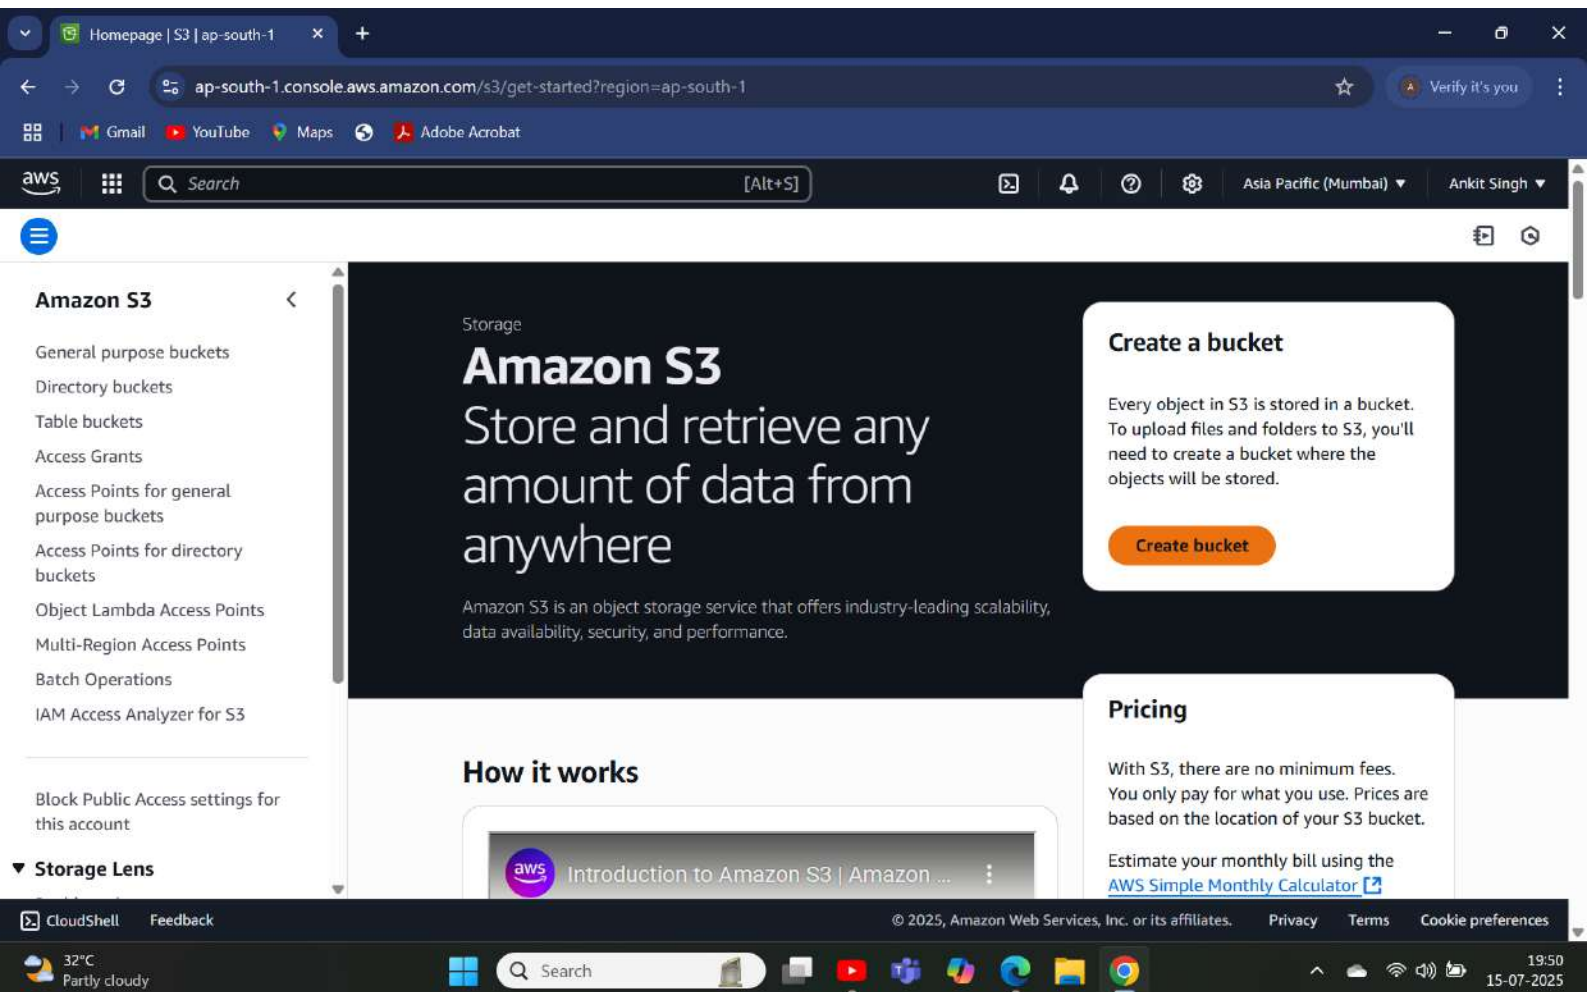 Homepage | S3 | ap-south-1
ap-south-1.console.aws.amazon.com/s3/get-started?region=ap-south-1
Verify it's you
Gmail
YouTube
Maps
Adobe Acrobat
aws
Search
[Alt+S]
Asia Pacific (Mumbai)
Ankit Singh
Amazon S3
General purpose buckets
Directory buckets
Table buckets
Access Grants
Access Points for general
purpose buckets
Access Points for directory
buckets
Object Lambda Access Points
Multi-Region Access Points
Batch Operations
IAM Access Analyzer for S3
Block Public Access settings for
this account
Storage Lens
Storage
Amazon S3
Store and retrieve any
amount of data from
anywhere
Amazon S3 is an object storage service that offers industry-leading scalability,
data availability, security, and performance.
Create a bucket
Every object in S3 is stored in a bucket.
To upload files and folders to S3, you'll
need to create a bucket where the
objects will be stored.
Create bucket
How it works
aws
Introduction to Amazon S3 | Amazon ...
Pricing
With S3, there are no minimum fees.
You only pay for what you use. Prices are
based on the location of your S3 bucket.
Estimate your monthly bill using the
AWS Simple Monthly Calculator
CloudShell
Feedback
© 2025, Amazon Web Services, Inc. or its affiliates.
Privacy
Terms
Cookie preferences
32°C
Partly cloudy
Search
19:50
15-07-2025